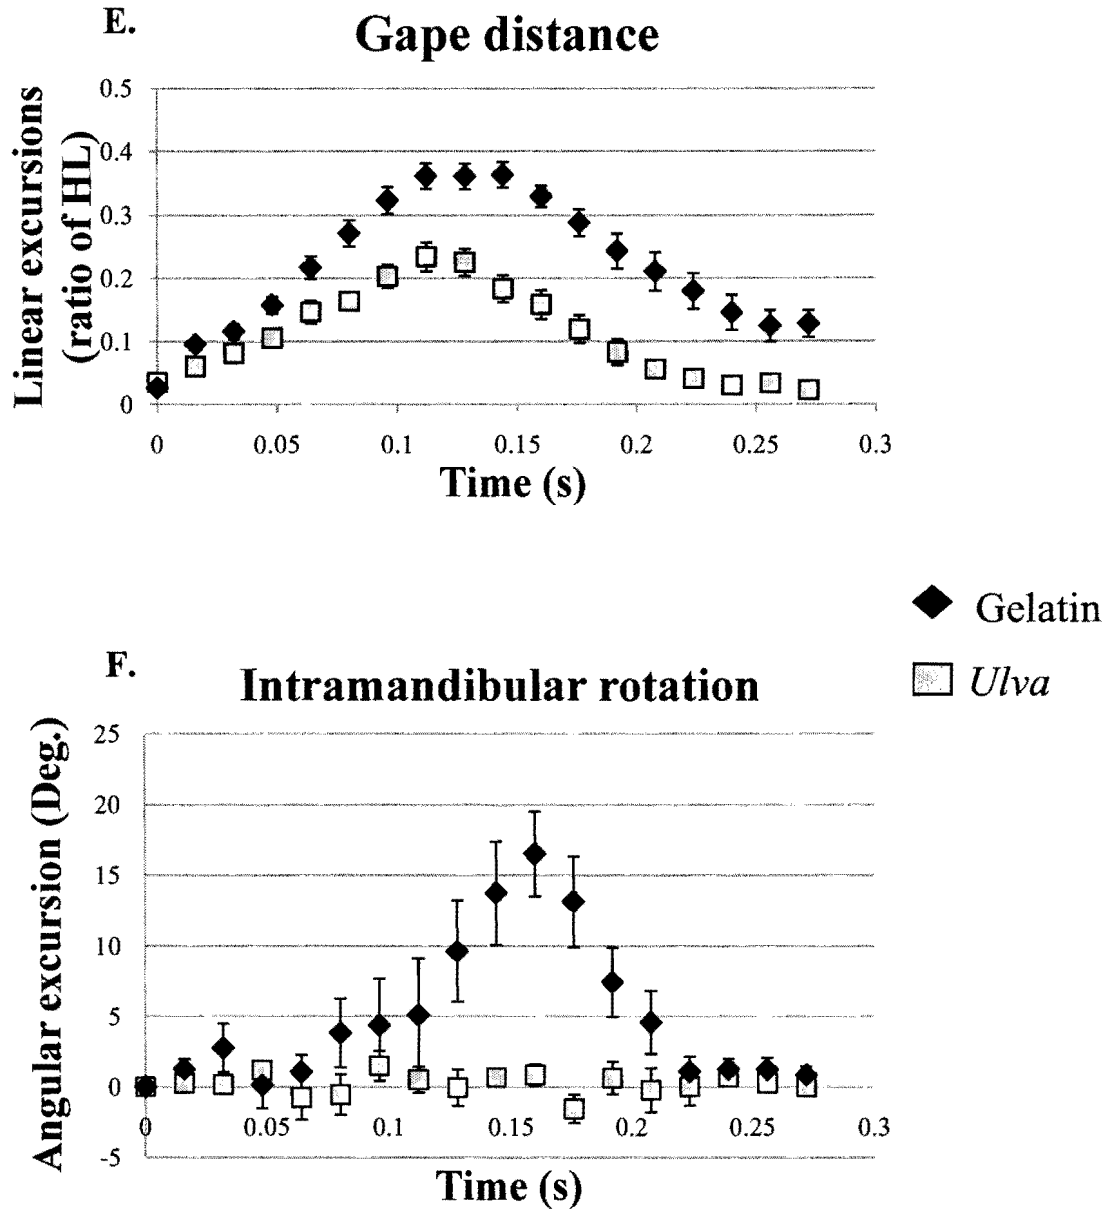 E.
Gape distance
Linear excursions
(ratio of HL)
0.5
0.4
0.3
0.2
0.1
0
0 0.05 0.1 0.15 0.2 0.25 0.3
Time (s)
Gelatin
Ulva
F.
Intramandibular rotation
Angular excursion (Deg.)
25
20
15
10
5
0
-5
0 0.05 0.1 0.15 0.2 0.25 0.3
Time (s)